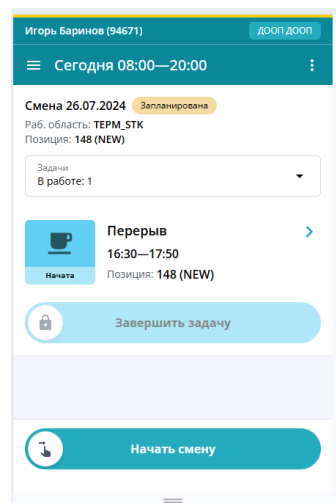 Игорь Баринов (94671)
ДООП ДООП
Сегодня 08:00—20:00
Смена 26.07.2024 Запланирована
Раб. область: ТЕРМ_STK
Позиция: 148 (NEW)
Задачи
В работе: 1
Перерыв
16:30—17:50
Начата
Позиция: 148 (NEW)
Завершить задачу
Начать смену